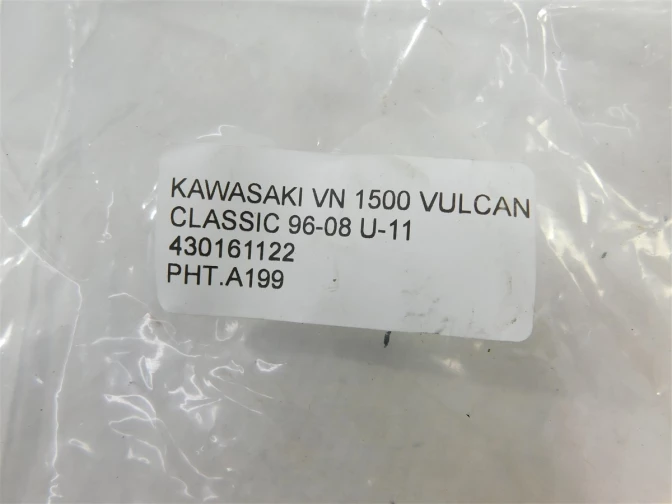 KAWASAKI VN 1500 VULCAN
CLASSIC 96-08 U-11
430161122
PHT.A199